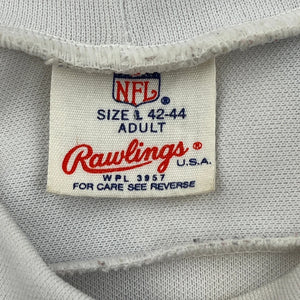 NFL®
SIZE L 42-44
ADULT
Rawlings® U.S.A.
WPL 3957
FOR CARE SEE REVERSE